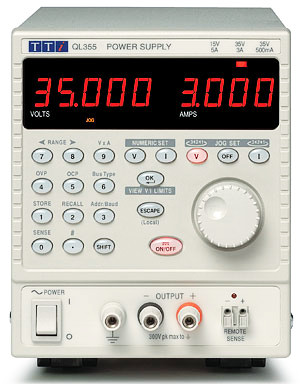 TTi QL355 POWER SUPPLY 15V 35V 35V
5A 3A 500mA
35.000 3.000
VOLTS AMPS
JOG
◄ RANGE ► V x A NUMERIC SET JOG SET
7 8 9 V I V OFF I
OVP OCP Bus Type
4 5 6 OK
VIEW V/I LIMITS
STORE RECALL Addr./Baud
1 2 3 ESCAPE
(Local)
SENSE #
0 . SHIFT ON/OFF
POWER − OUTPUT + − +
I
O
300V pk max to REMOTE
SENSE